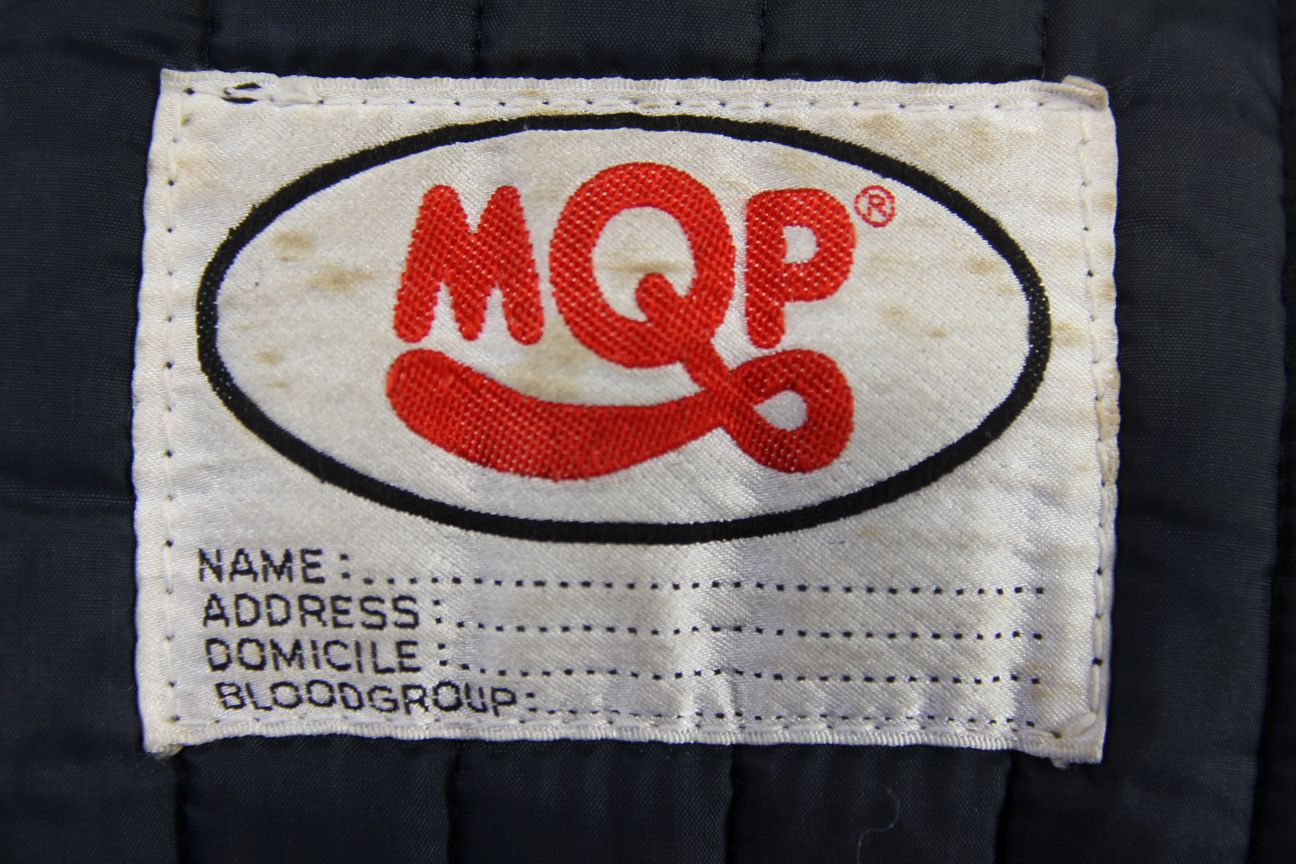 MQP®
NAME:........................................
ADDRESS:..............................
DOMICILE:..............................
BLOODGROUP:..........................